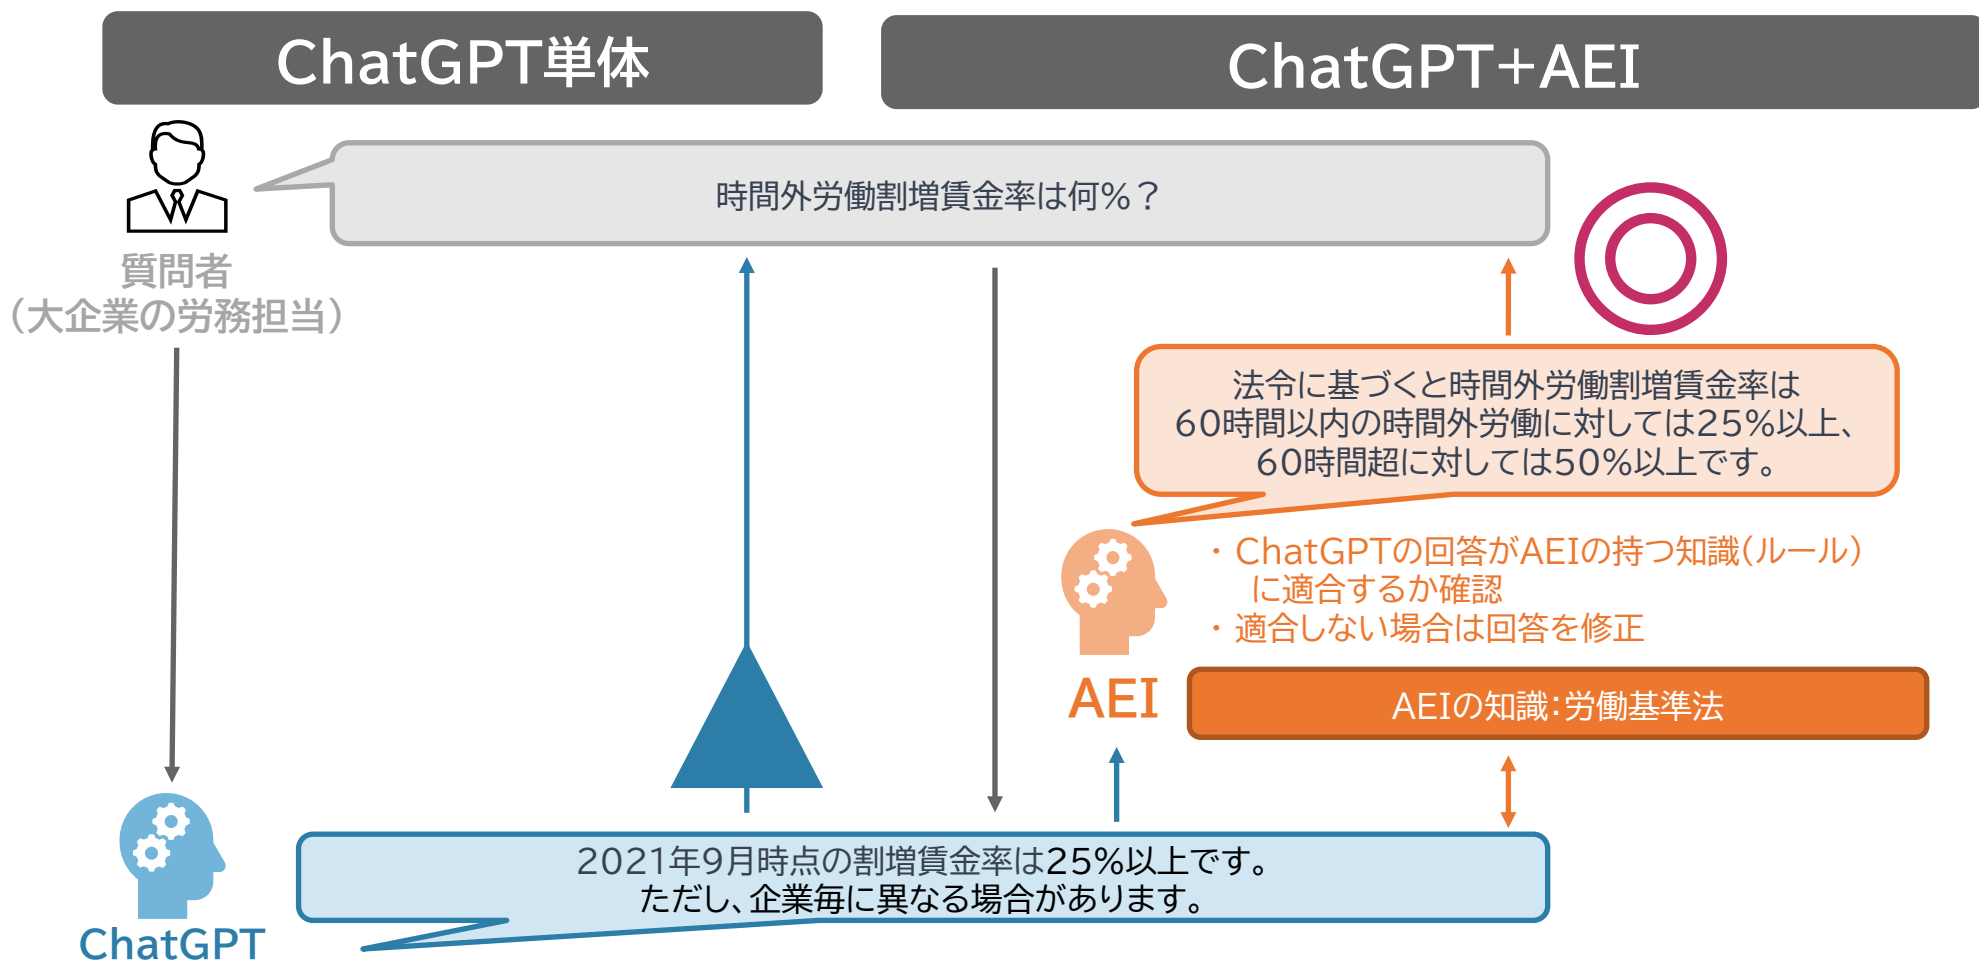 ChatGPT単体
ChatGPT+AEI
時間外労働割増賃金率は何%？
質問者
（大企業の労務担当）
法令に基づくと時間外労働割増賃金率は
60時間以内の時間外労働に対しては25%以上、
60時間超に対しては50%以上です。
・ChatGPTの回答がAEIの持つ知識（ルール）
に適合するか確認
・適合しない場合は回答を修正
AEI
AEIの知識：労働基準法
2021年9月時点の割増賃金率は25%以上です。
ただし、企業毎に異なる場合があります。
ChatGPT